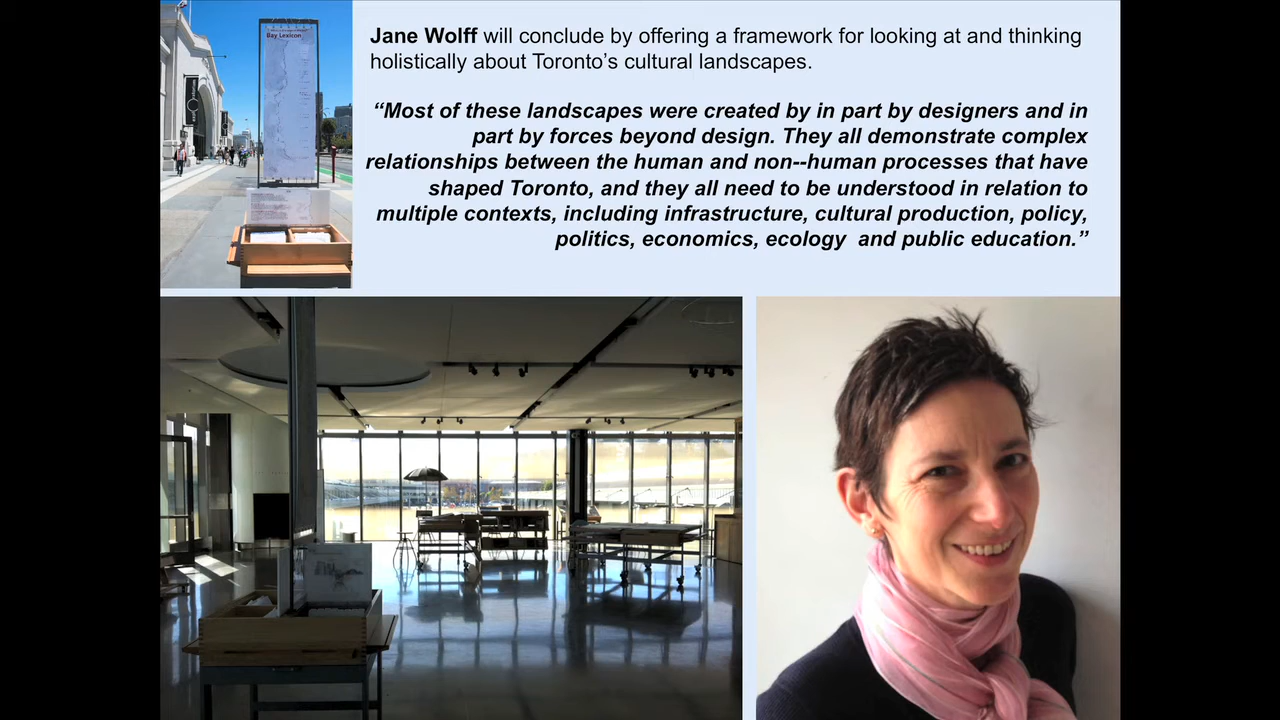 Bay Lexicon
Jane Wolff will conclude by offering a framework for looking at and thinking
holistically about Toronto’s cultural landscapes.
“Most of these landscapes were created by in part by designers and in
part by forces beyond design. They all demonstrate complex
relationships between the human and non--human processes that have
shaped Toronto, and they all need to be understood in relation to
multiple contexts, including infrastructure, cultural production, policy,
politics, economics, ecology and public education.”